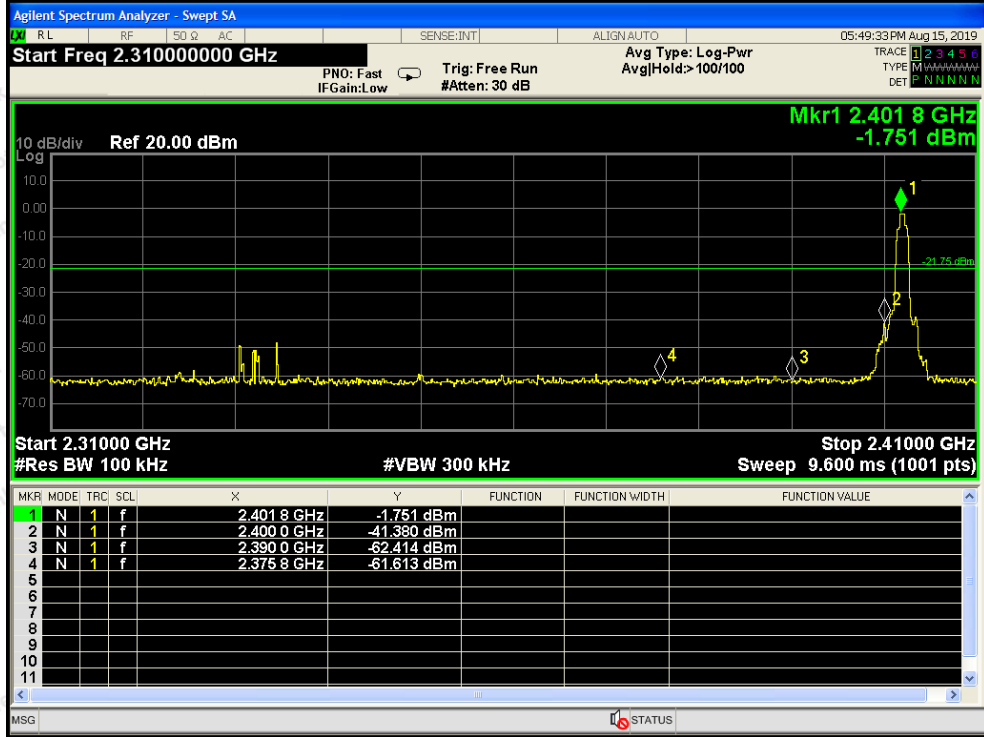 Agilent Spectrum Analyzer - Swept SA
LXI RL RF 50 Ω AC SENSE:INT ALIGN AUTO 05:49:33 PM Aug 15, 2019
Start Freq 2.310000000 GHz
PNO: Fast
IFGain:Low
Trig: Free Run
#Atten: 30 dB
Avg Type: Log-Pwr
Avg|Hold:>100/100
TRACE 1 2 3 4 5 6
TYPE M WWWWW
DET P N N N N N
Mkr1 2.401 8 GHz
-1.751 dBm
10 dB/div Ref 20.00 dBm
Log
10.0
0.00
-10.0
-20.0
-30.0
-40.0
-50.0
-60.0
-70.0
1
-21.75 dBm
2
4
3
Start 2.31000 GHz Stop 2.41000 GHz
#Res BW 100 kHz #VBW 300 kHz Sweep 9.600 ms (1001 pts)
MKR MODE TRC SCL X Y FUNCTION FUNCTION WIDTH FUNCTION VALUE
1 N 1 f 2.401 8 GHz -1.751 dBm
2 N 1 f 2.400 0 GHz -41.380 dBm
3 N 1 f 2.390 0 GHz -62.414 dBm
4 N 1 f 2.375 8 GHz -61.613 dBm
5
6
7
8
9
10
11
MSG STATUS